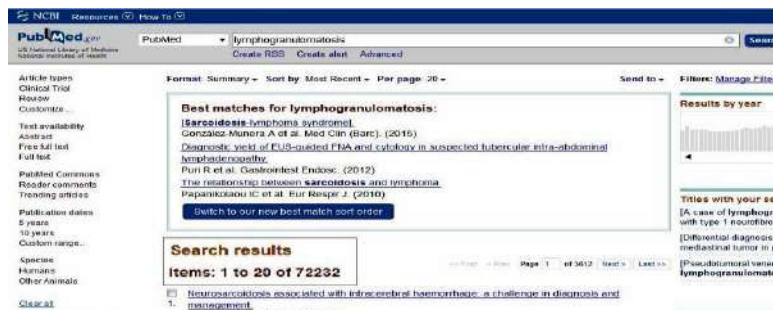 NCBI Resources How To
PubMed.gov
US National Library of Medicine
National Institutes of Health
PubMed
lymphogranulomatosis
Create RSS Create alert Advanced
Article types
Clinical Trial
Review
Customize ...
Text availability
Abstract
Free full text
Full text
PubMed Commons
Reader comments
Trending articles
Publication dates
5 years
10 years
Custom range...
Species
Humans
Other Animals
Clear all
Format: Summary Sort by: Most Recent Per page: 20
Send to
Best matches for lymphogranulomatosis:
[Sarcoidosis-lymphoma syndrome].
González-Munera A et al. Med Clin (Barc). (2015)
Diagnostic yield of EUS-guided FNA and cytology in suspected tubercular intra-abdominal
lymphadenopathy.
Puri R et al. Gastrointest Endosc. (2012)
The relationship between sarcoidosis and lymphoma.
Papanikolaou IC et al. Eur Respir J. (2010)
Switch to our new best match sort order
Search results
Items: 1 to 20 of 72232
<< First < Prev Page 1 of 3612 Next > Last >>
Neurosarcoidosis associated with intracerebral haemorrhage: a challenge in diagnosis and
1. management.
Filters: Manage Filte
Results by year
Titles with your se
[A case of lymphogr
with type 1 neurofibro
[Differential diagnosis
mediastinal tumor in
[Pseudotumoral
lymphogranulomat